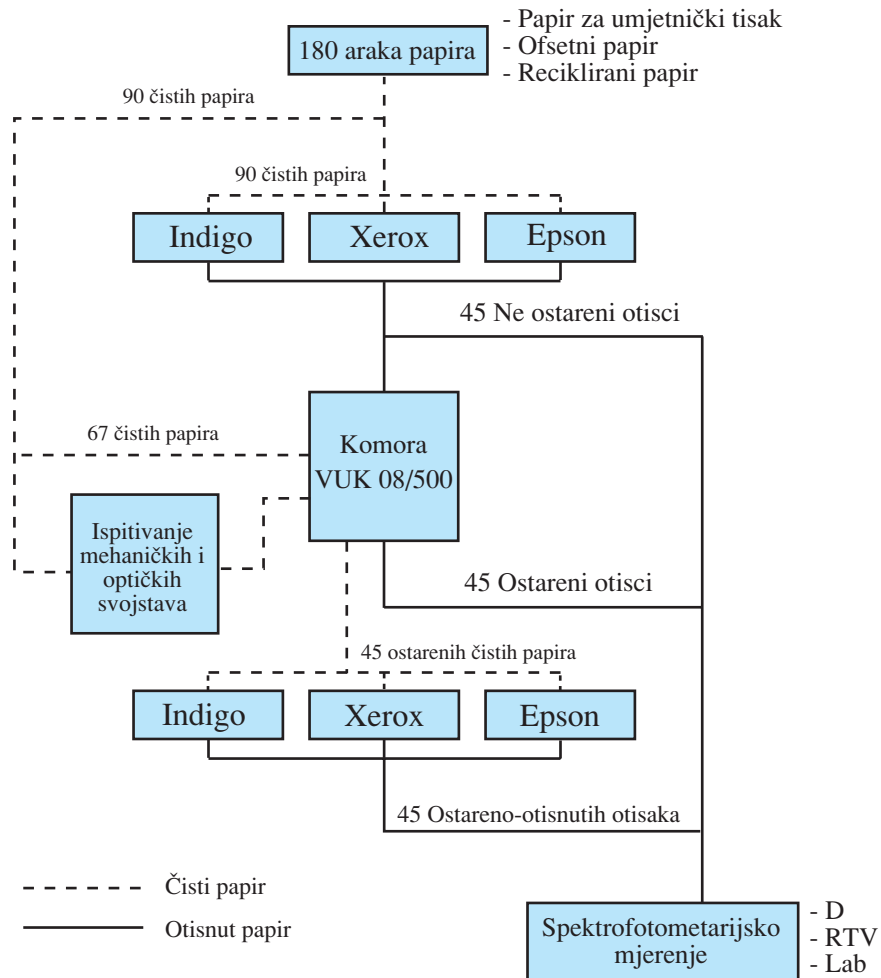 180 araka papira
- Papir za umjetnički tisak
- Ofsetni papir
- Reciklirani papir
90 čistih papira
90 čistih papira
Indigo
Xerox
Epson
45 Ne ostareni otisci
67 čistih papira
Komora
VUK 08/500
Ispitivanje
mehaničkih i
optičkih
svojstava
45 Ostareni otisci
45 ostarenih čistih papira
Indigo
Xerox
Epson
45 Ostareno-otisnutih otisaka
Čisti papir
Otisnut papir
Spektrofotometarijsko
mjerenje
- D
- RTV
- Lab